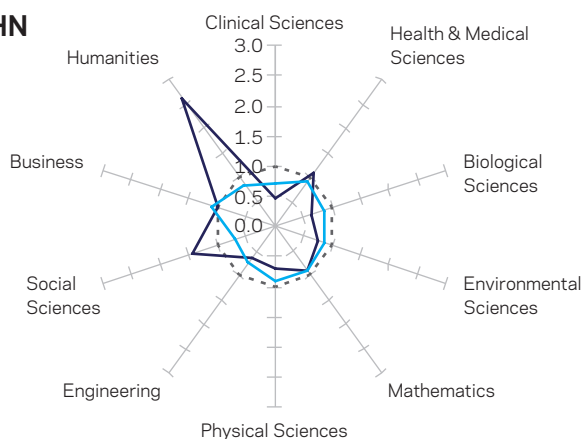 HN
Clinical Sciences
Health & Medical
Sciences
Humanities
3.0
2.5
2.0
1.5
1.0
0.5
0.0
Business
Biological
Sciences
Social
Sciences
Environmental
Sciences
Engineering
Mathematics
Physical Sciences